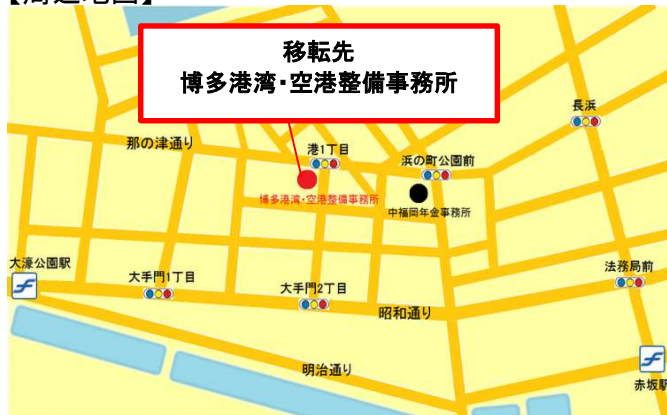 【周辺地図】
移転先
博多港湾・空港整備事務所
長浜
那の津通り
港1丁目
浜の町公園前
博多港湾・空港整備事務所
中福岡年金事務所
大濠公園駅
大手門1丁目
大手門2丁目
法務局前
昭和通り
明治通り
赤坂駅